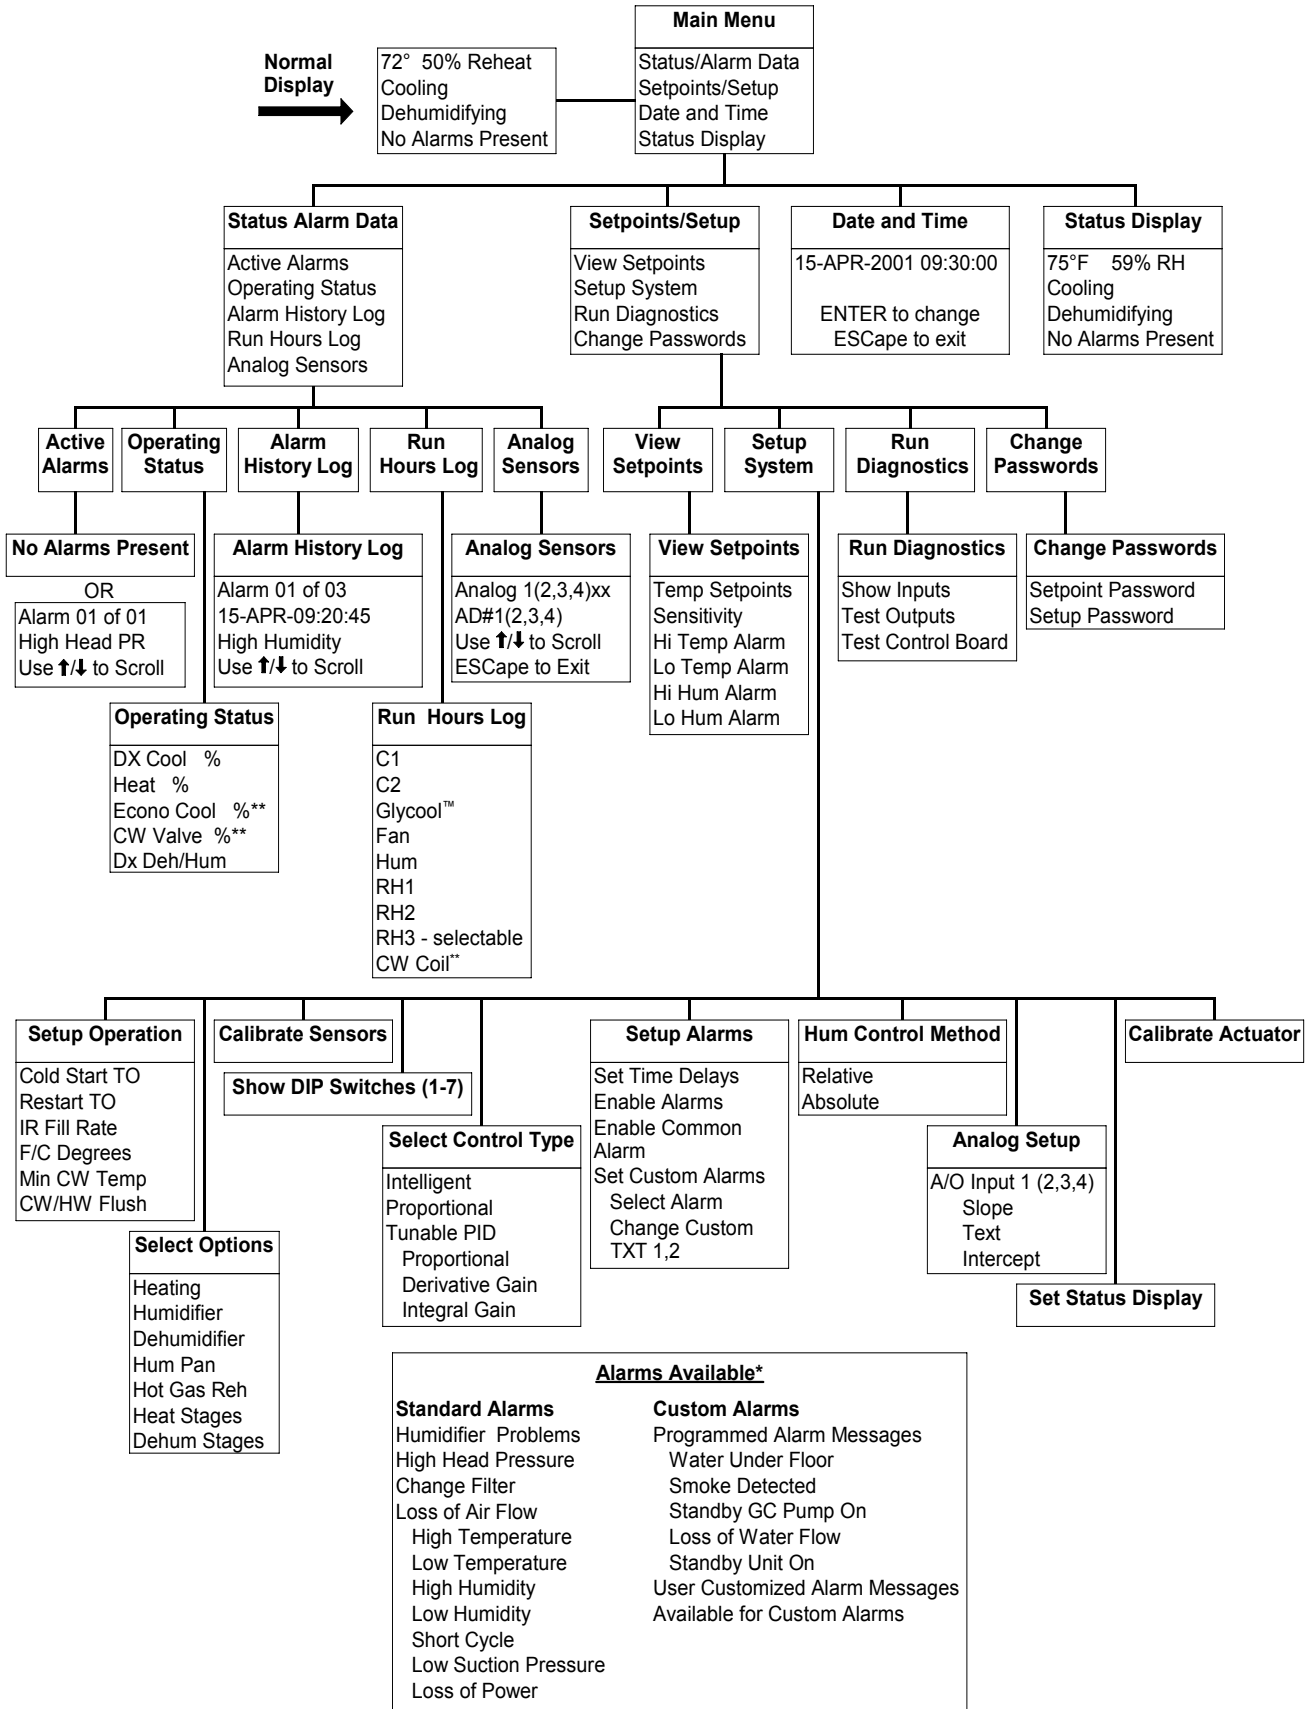 Main Menu
Status/Alarm Data
Setpoints/Setup
Date and Time
Status Display
Normal
Display
72°  50% Reheat
Cooling
Dehumidifying
No Alarms Present
Status Alarm Data
Active Alarms
Operating Status
Alarm History Log
Run Hours Log
Analog Sensors
Setpoints/Setup
View Setpoints
Setup System
Run Diagnostics
Change Passwords
Date and Time
15-APR-2001 09:30:00
ENTER to change
ESCape to exit
Status Display
75°F   59% RH
Cooling
Dehumidifying
No Alarms Present
Active
Alarms
Operating
Status
Alarm
History Log
Run
Hours Log
Analog
Sensors
View
Setpoints
Setup
System
Run
Diagnostics
Change
Passwords
No Alarms Present
OR
Alarm 01 of 01
High Head PR
Use ⬆/⬇ to Scroll
Alarm History Log
Alarm 01 of 03
15-APR-09:20:45
High Humidity
Use ⬆/⬇ to Scroll
Analog Sensors
Analog 1(2,3,4)xx
AD#1(2,3,4)
Use ⬆/⬇ to Scroll
ESCape to Exit
View Setpoints
Temp Setpoints
Sensitivity
Hi Temp Alarm
Lo Temp Alarm
Hi Hum Alarm
Lo Hum Alarm
Run Diagnostics
Show Inputs
Test Outputs
Test Control Board
Change Passwords
Setpoint Password
Setup Password
Operating Status
DX Cool   %
Heat   %
Econo Cool   %**
CW Valve  %**
Dx Deh/Hum
Run  Hours Log
C1
C2
Glycool™
Fan
Hum
RH1
RH2
RH3 - selectable
CW Coil**
Setup Operation
Cold Start TO
Restart TO
IR Fill Rate
F/C Degrees
Min CW Temp
CW/HW Flush
Calibrate Sensors
Show DIP Switches (1-7)
Setup Alarms
Set Time Delays
Enable Alarms
Enable Common
Alarm
Set Custom Alarms
Select Alarm
Change Custom
TXT 1,2
Hum Control Method
Relative
Absolute
Calibrate Actuator
Select Control Type
Intelligent
Proportional
Tunable PID
Proportional
Derivative Gain
Integral Gain
Analog Setup
A/O Input 1 (2,3,4)
Slope
Text
Intercept
Select Options
Heating
Humidifier
Dehumidifier
Hum Pan
Hot Gas Reh
Heat Stages
Dehum Stages
Set Status Display
Alarms Available*
Standard Alarms
Humidifier  Problems
High Head Pressure
Change Filter
Loss of Air Flow
High Temperature
Low Temperature
High Humidity
Low Humidity
Short Cycle
Low Suction Pressure
Loss of Power
Custom Alarms
Programmed Alarm Messages
Water Under Floor
Smoke Detected
Standby GC Pump On
Loss of Water Flow
Standby Unit On
User Customized Alarm Messages
Available for Custom Alarms